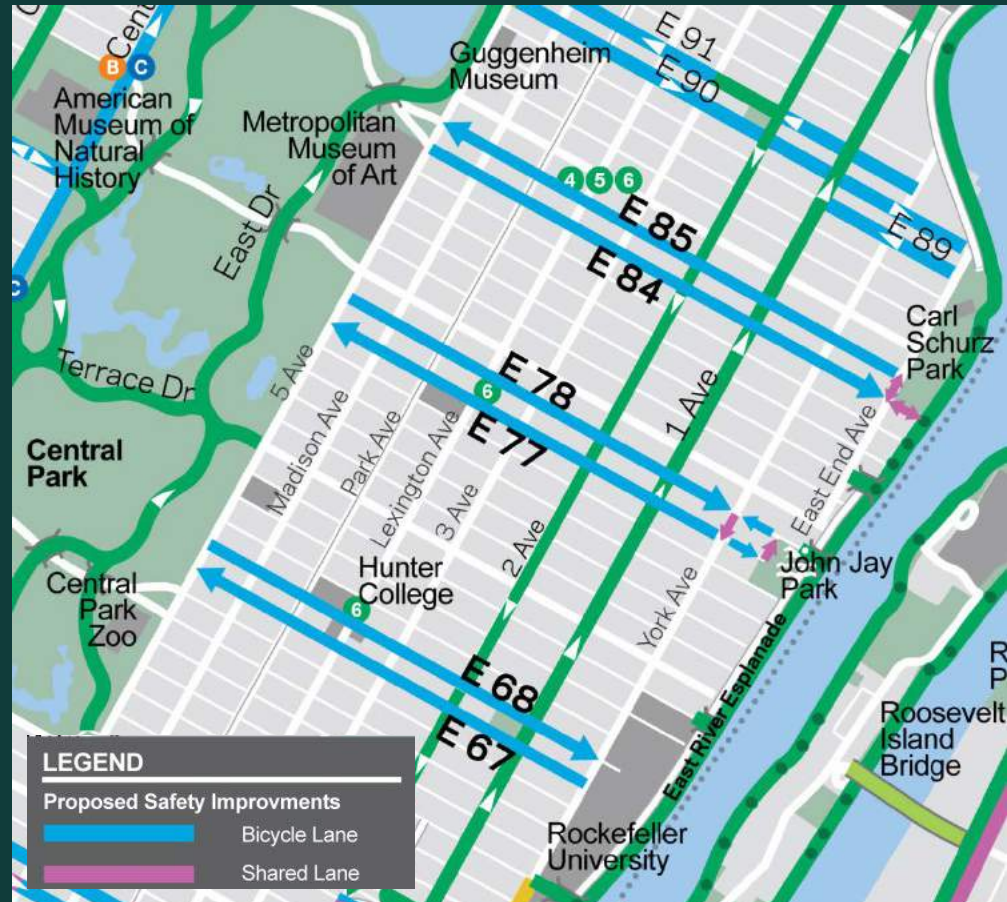 Cent
B
C
American
Museum of
Natural
History
Guggenheim
Museum
Metropolitan
Museum
of Art
E 91
E 90
E 89
4
5
6
E 85
E 84
East Dr
C
Terrace Dr
Central
Park
5 Ave
Madison Ave
Park Ave
Lexington Ave
3 Ave
2 Ave
1 Ave
York Ave
East End Ave
E 78
6
E 77
Carl
Schurz
Park
John Jay
Park
Central
Park
Zoo
Hunter
College
6
E 68
E 67
East River Esplanade
Roosevelt
Island
Bridge
Rockefeller
University
LEGEND
Proposed Safety Improvments
Bicycle Lane
Shared Lane